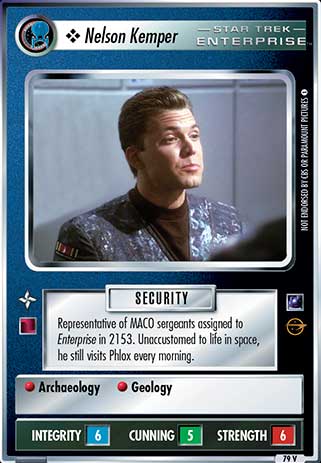 ❖ Nelson Kemper
STAR TREK
ENTERPRISE™
NOT ENDORSED BY CBS OR PARAMOUNT PICTURES
SECURITY
Representative of MACO sergeants assigned to
Enterprise in 2153. Unaccustomed to life in space,
he still visits Phlox every morning.
Archaeology Geology
INTEGRITY 6 CUNNING 5 STRENGTH 6
79 V